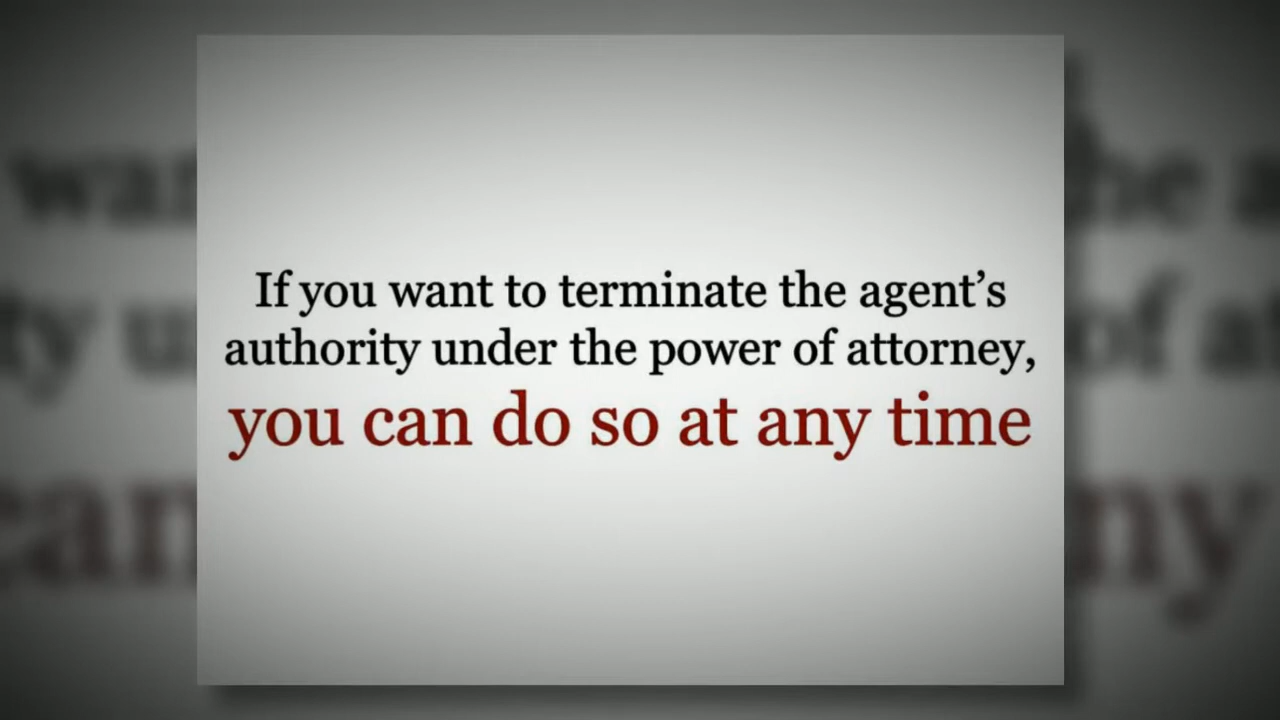 If you want to terminate the agent’s
authority under the power of attorney,
you can do so at any time